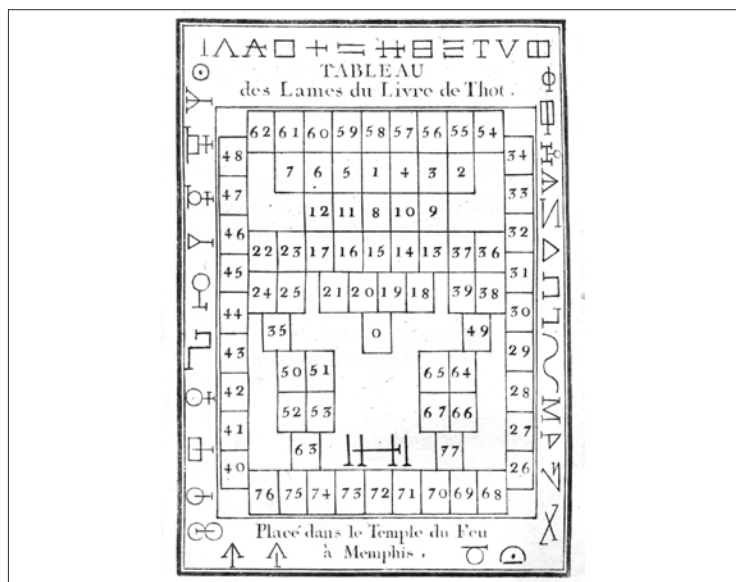 TABLEAU
des Lames du Livre de Thot.
62 61 60 59 58 57 56 55 54
48 34
7 6 5 1 4 3 2
47 33
12 11 8 10 9
46 32
22 23 17 16 15 14 13 37 36
45 31
24 25 21 20 19 18 39 38
44 30
35 0 49
43 29
50 51 65 64
42 28
52 53 67 66
41 27
63 77
40 26
76 75 74 73 72 71 70 69 68
Placé dans le Temple du Feu
à Memphis.